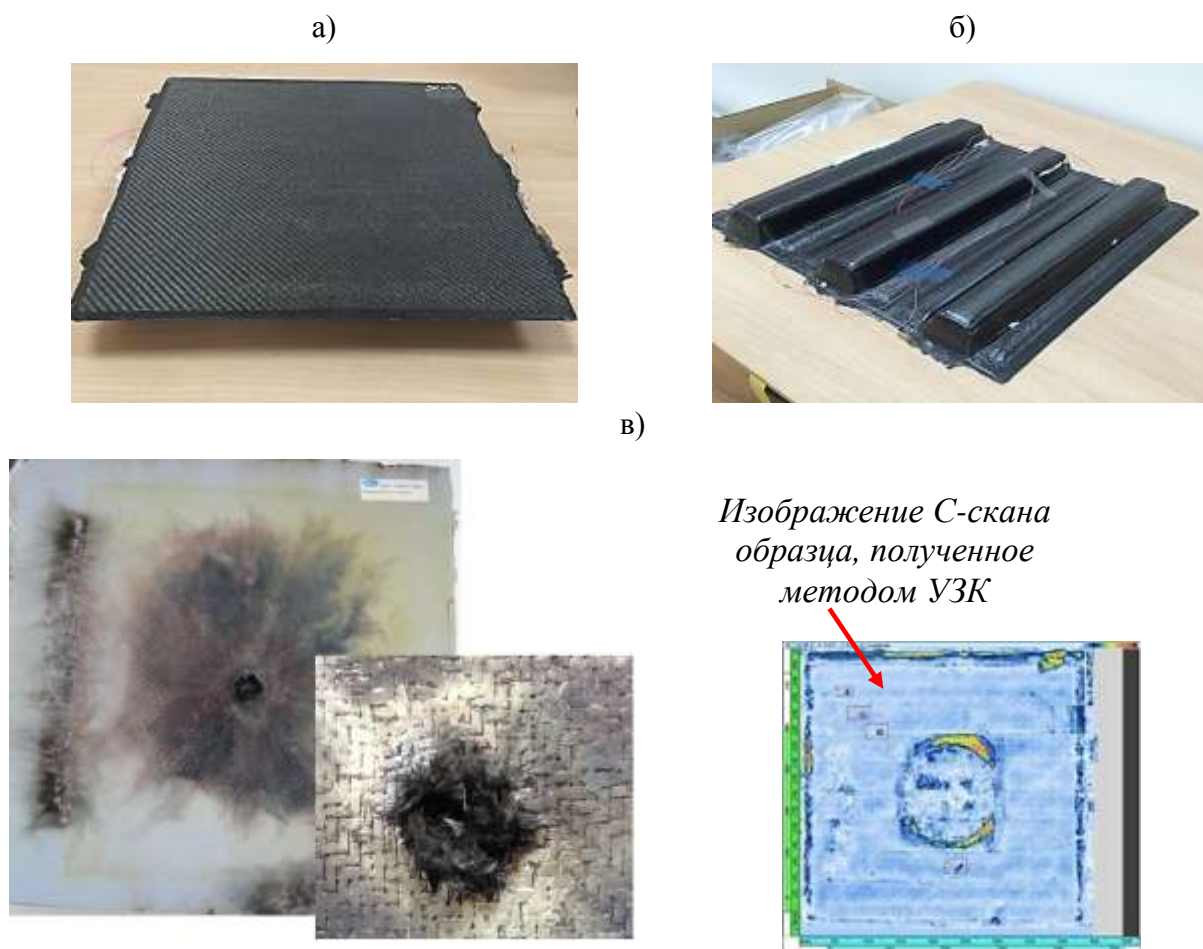 а)
б)
в)
Изображение С-скана
образца, полученное
методом УЗК